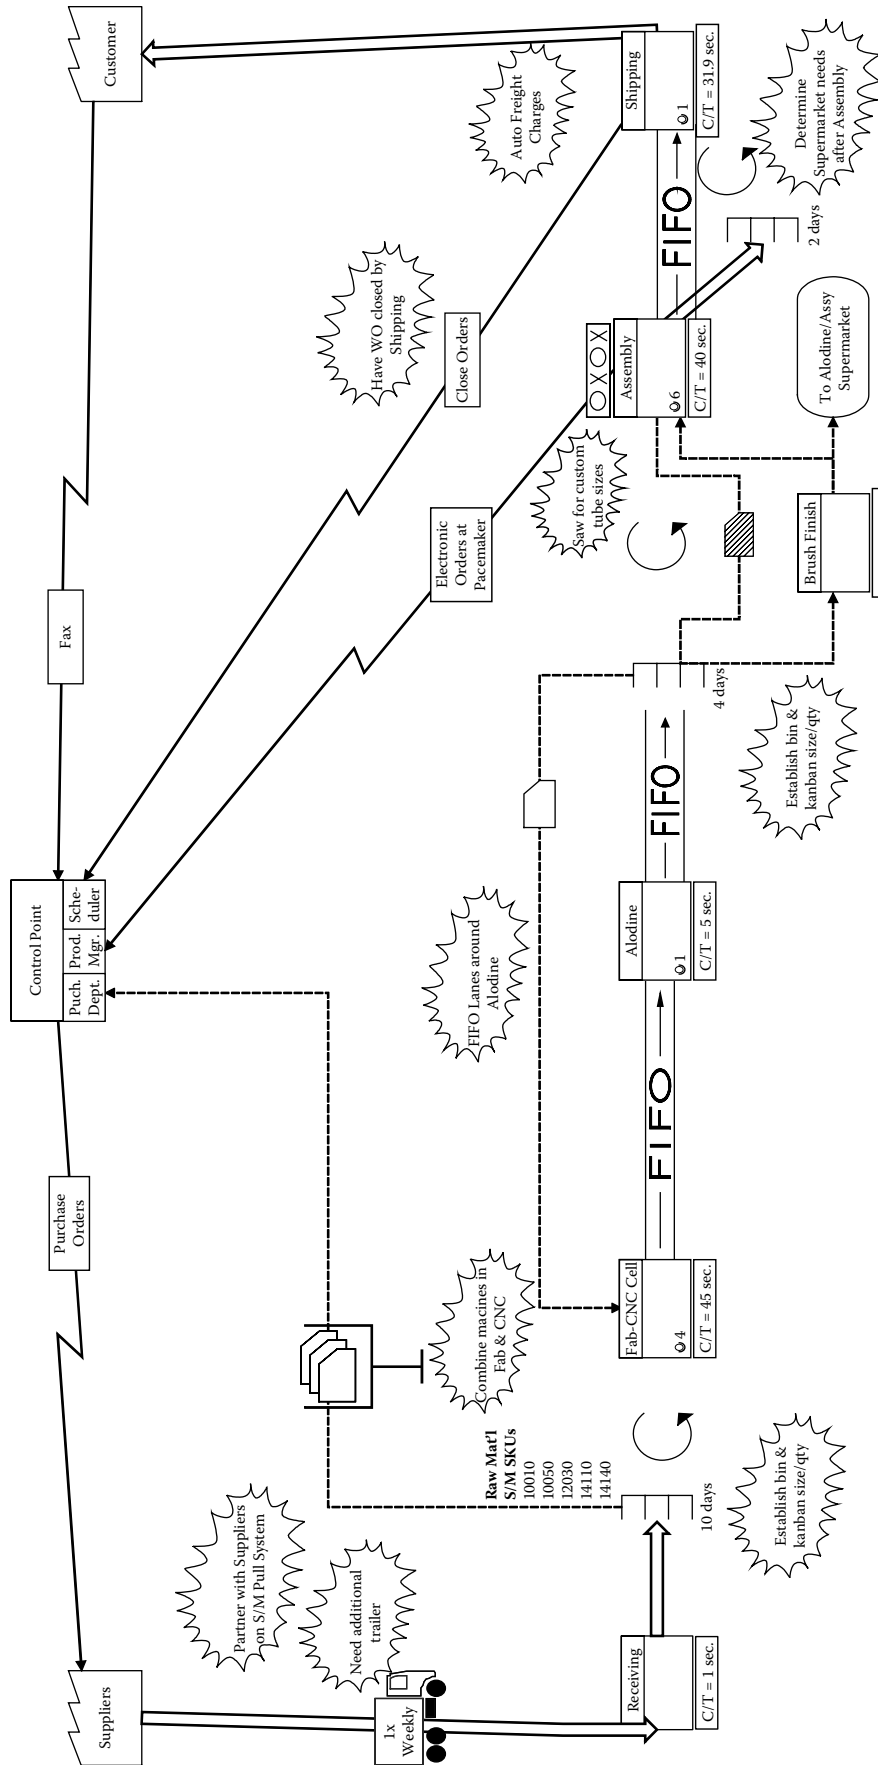 Suppliers
Purchase
Orders
Control Point
Puch.
Dept.
Prod.
Mgr.
Sche-
duler
Fax
Customer
Partner with Suppliers
on S/M Pull System
Need additional
trailer
1x
Weekly
Have WO closed by
Shipping
Close Orders
Electronic
Orders at
Pacemaker
Auto Freight
Charges
Raw Mat'l
S/M SKUs
10010
10050
12030
14110
14140
Combine macines in
Fab & CNC
FIFO Lanes around
Alodine
Saw for custom
tube sizes
OXOX
Receiving
C/T = 1 sec.
10 days
Establish bin &
kanban size/qty
Fab-CNC Cell
4
C/T = 45 sec.
FIFO
Alodine
1
C/T = 5 sec.
FIFO
4 days
Establish bin &
kanban size/qty
Brush Finish
Assembly
6
C/T = 40 sec.
To Alodine/Assy
Supermarket
FIFO
2 days
Shipping
1
C/T = 31.9 sec.
Determine
Supermarket needs
after Assembly